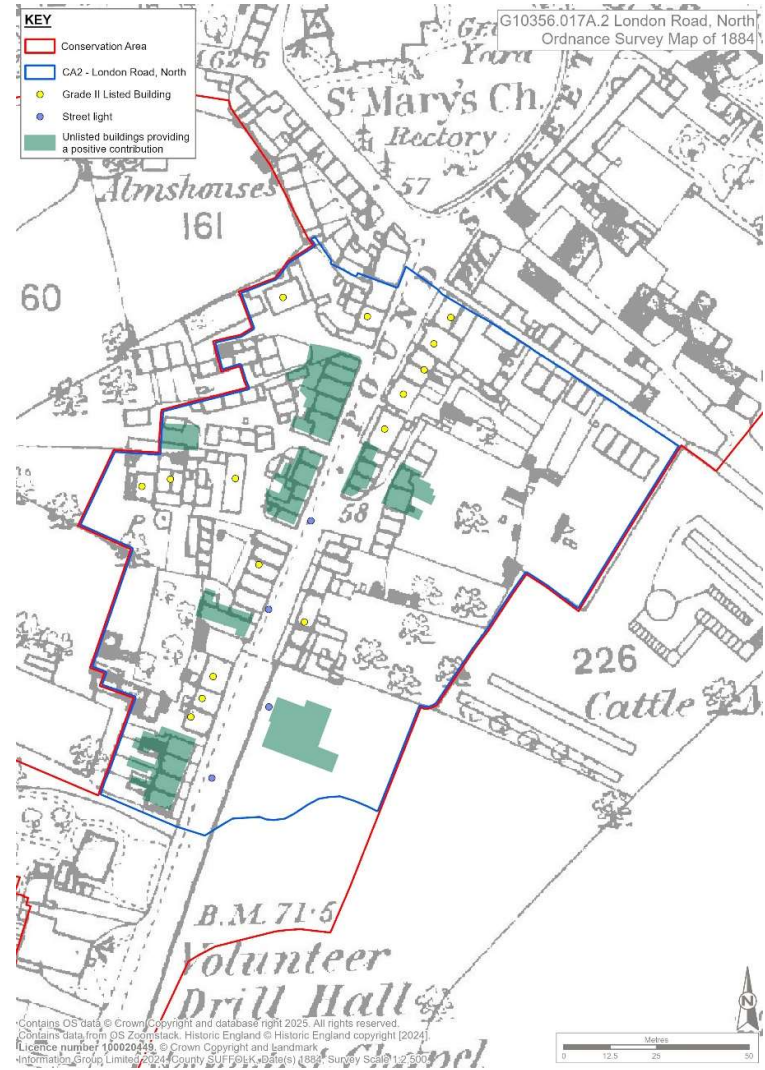 KEY
Conservation Area
CA2 - London Road, North
Grade II Listed Building
Street light
Unlisted buildings providing
a positive contribution
G10356.017A.2 London Road, North
Ordnance Survey Map of 1884
162·6
Yard
St Mary's Ch.
Rectory
57
Almshouses
161
60
STREET
58
226
Cattle
B.M. 71·5
Volunteer
Drill Hall
N
Contains OS data © Crown Copyright and database right 2025. All rights reserved.
Contains data from OS Zoomstack. Historic England © Historic England copyright [2024].
Licence number 100020449. © Crown Copyright and Landmark
Information Group Limited 2024. County SUFFOLK, Date(s) 1884, Survey Scale 1:2,500
Metres
0 12.5 25 50